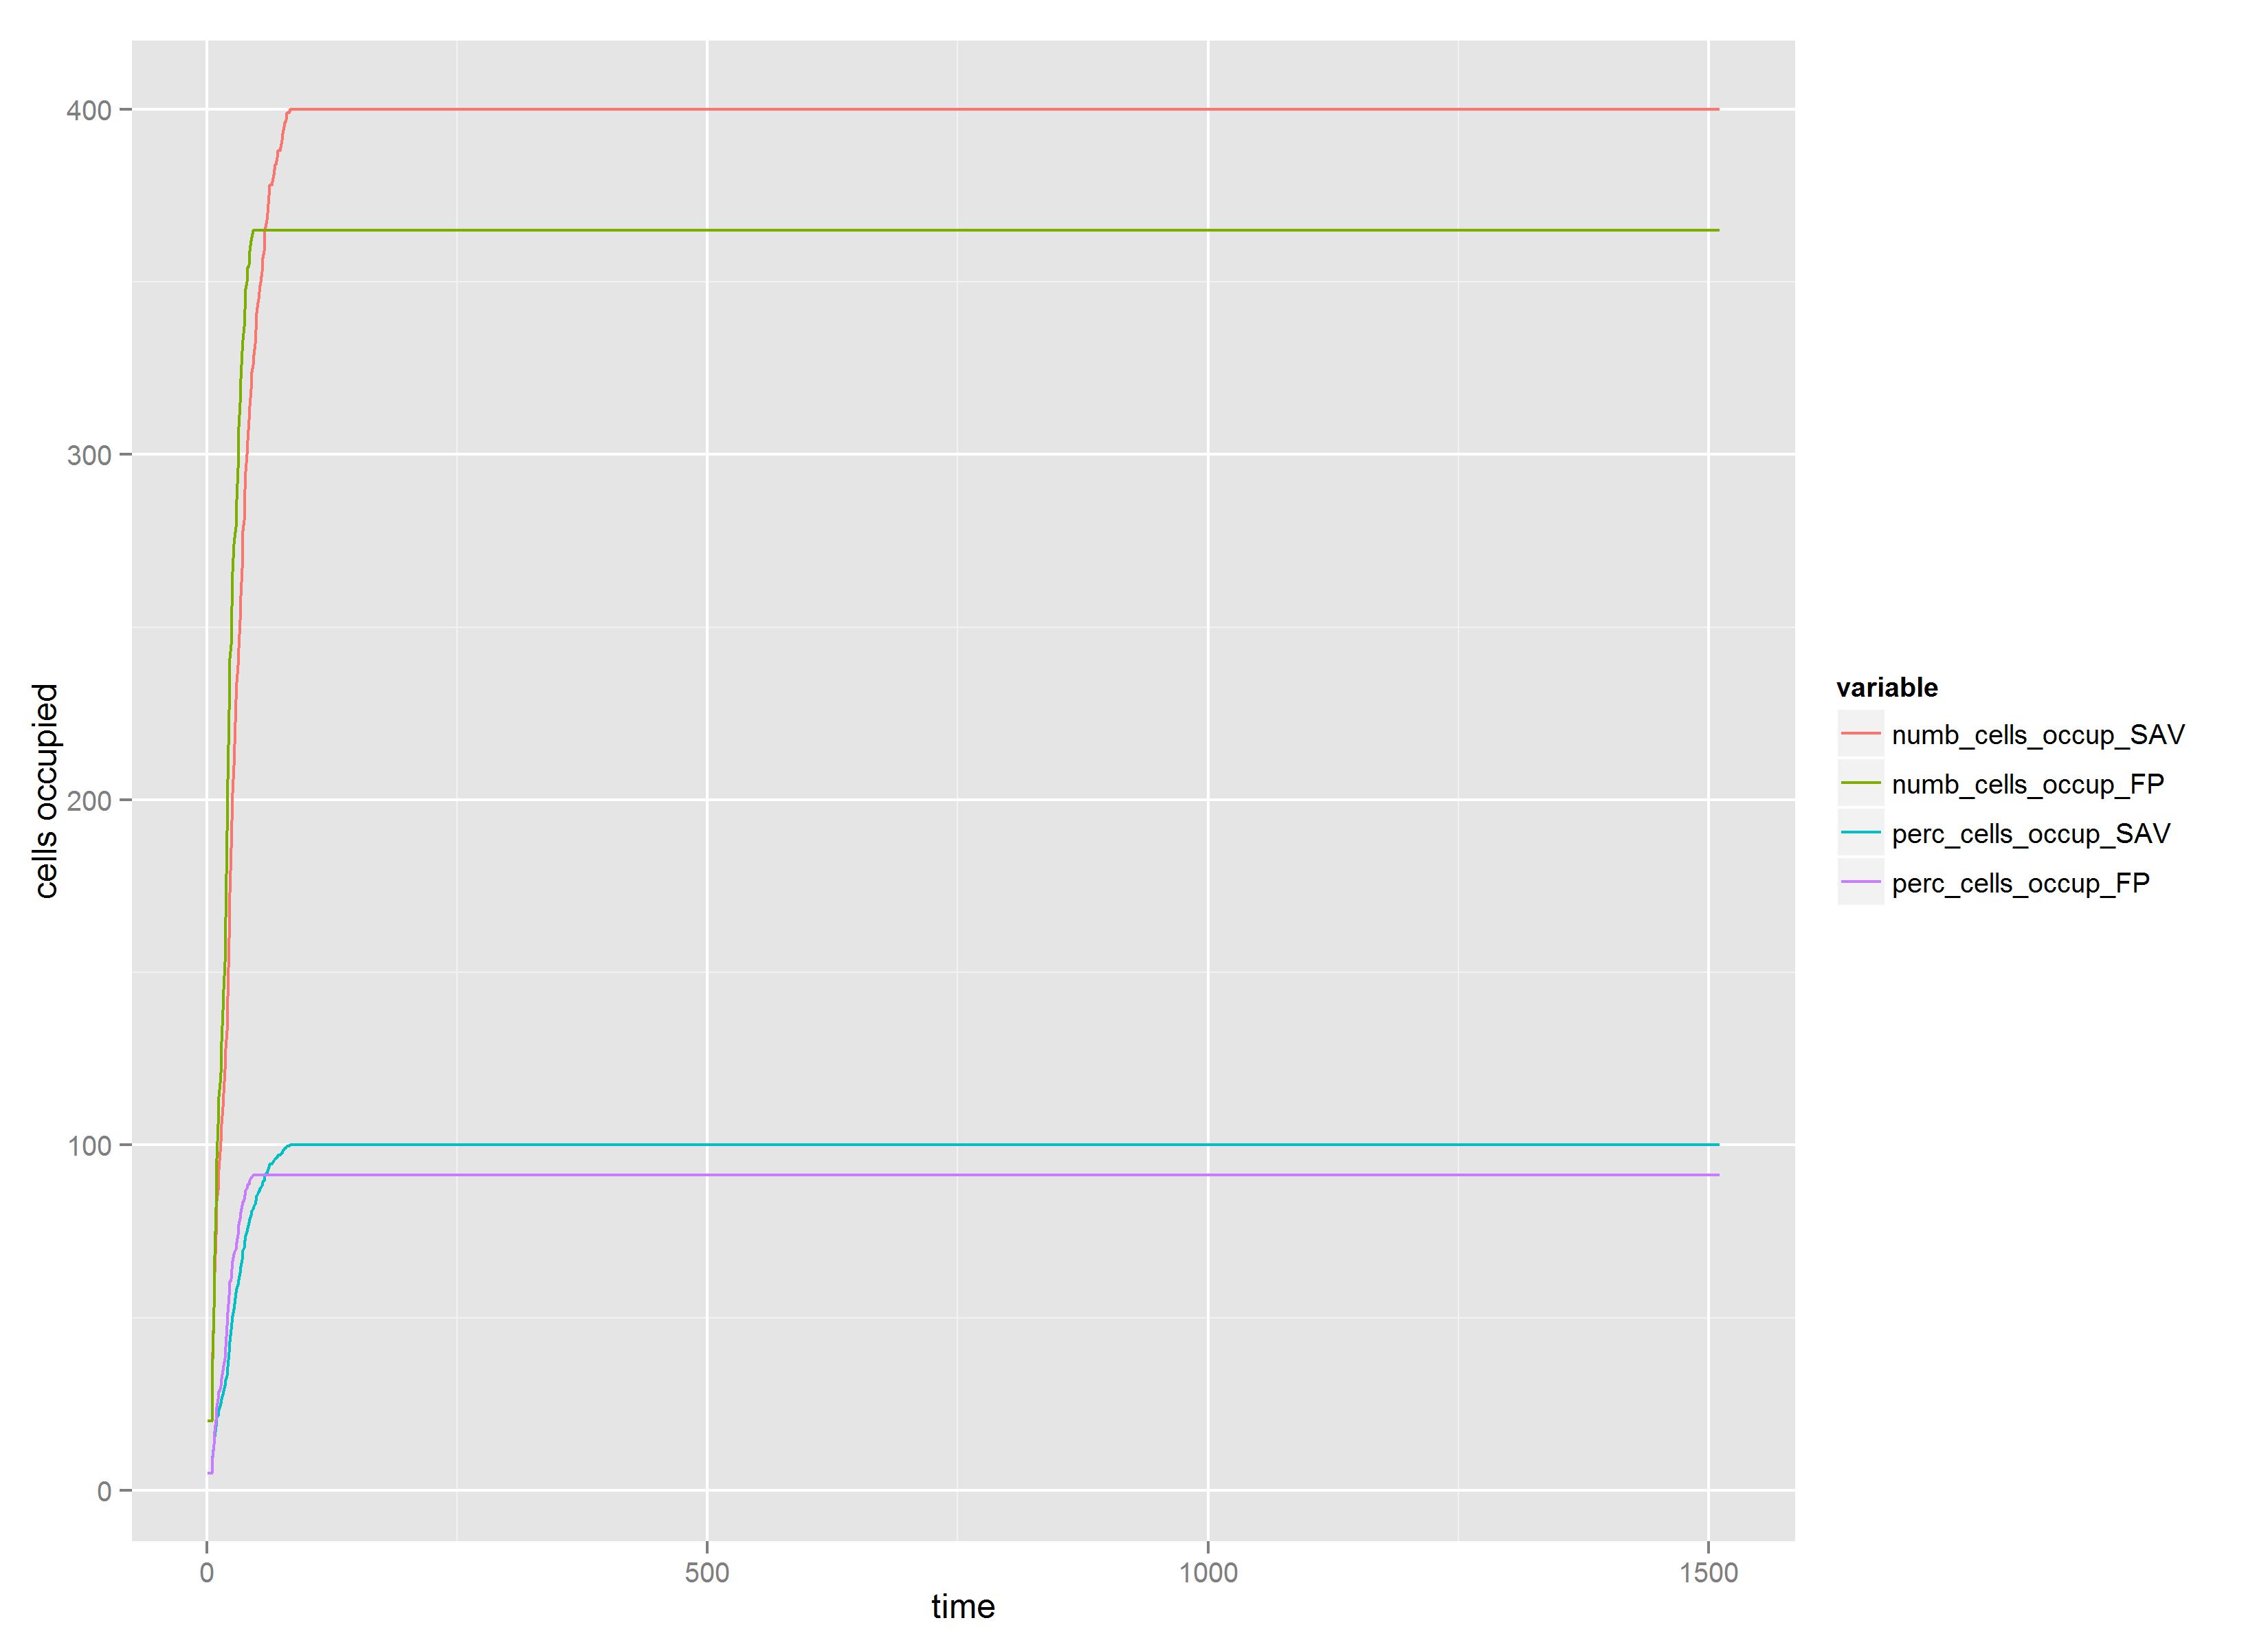 cells occupied
400
300
200
100
0
0 500 1000 1500
time
variable
numb_cells_occup_SAV
numb_cells_occup_FP
perc_cells_occup_SAV
perc_cells_occup_FP